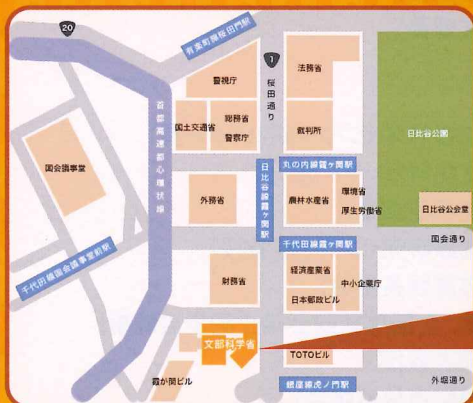 20
有楽町線桜田門駅
1
桜田通り
警視庁
法務省
首都高速都心環状線
国土交通省
総務省
警察庁
裁判所
日比谷公園
国会議事堂
丸の内線霞ヶ関駅
日比谷線霞ヶ関駅
外務省
農林水産省
環境省
厚生労働省
日比谷公会堂
国会通り
千代田線国会議事堂前駅
千代田線霞ヶ関駅
財務省
経済産業省
中小企業庁
日本郵政ビル
文部科学省
TOTOビル
霞が関ビル
銀座線虎ノ門駅
外堀通り